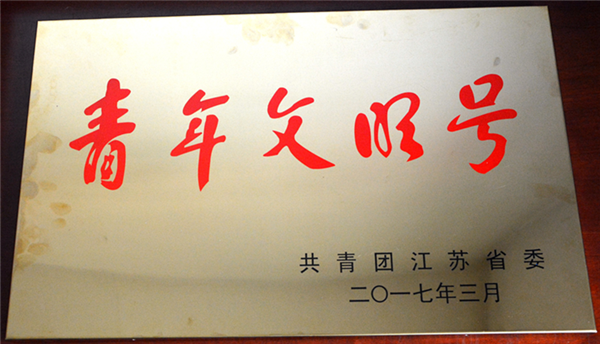 青年文明号
共青团江苏省委
二〇一七年三月